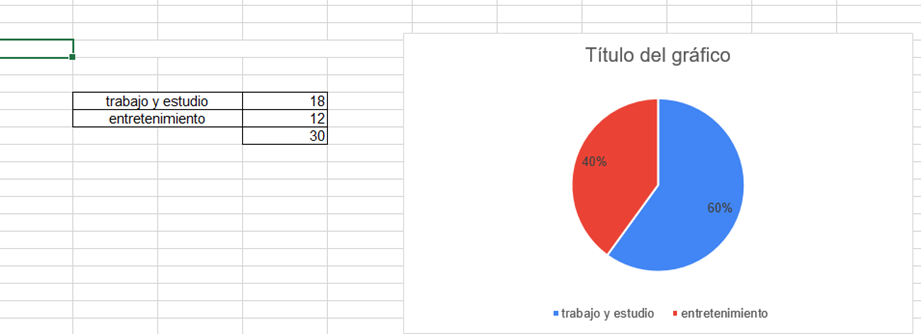 Título del gráfico
trabajo y estudio 18
entretenimiento 12
30
40%
60%
trabajo y estudio entretenimiento